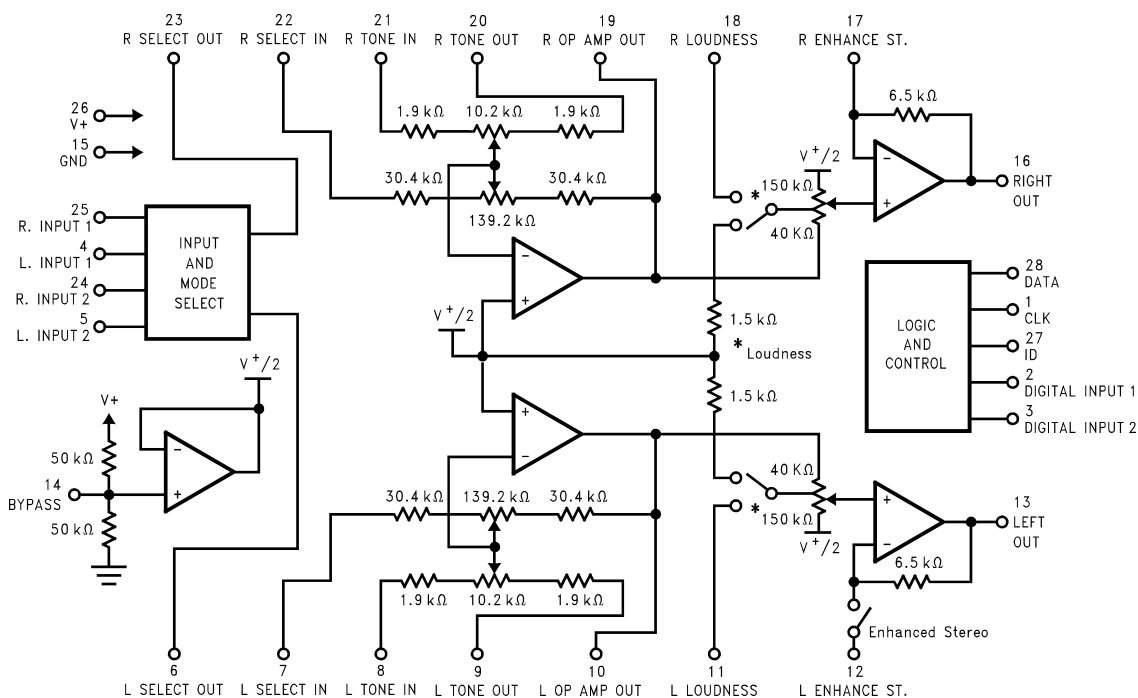 23
R SELECT OUT
22
R SELECT IN
21
R TONE IN
20
R TONE OUT
19
R OP AMP OUT
18
R LOUDNESS
17
R ENHANCE ST.
26
V+
15
GND
1.9 kΩ
10.2 kΩ
1.9 kΩ
6.5 kΩ
30.4 kΩ
30.4 kΩ
139.2 kΩ
V+/2
* 150 kΩ
40 KΩ
16
RIGHT
OUT
25
R. INPUT 1
4
L. INPUT 1
24
R. INPUT 2
5
L. INPUT 2
INPUT
AND
MODE
SELECT
−
+
−
+
V+/2
1.5 kΩ
* Loudness
1.5 kΩ
LOGIC
AND
CONTROL
28
DATA
1
CLK
27
ID
2
DIGITAL INPUT 1
3
DIGITAL INPUT 2
V+/2
V+
50 kΩ
14
BYPASS
50 kΩ
−
+
+
−
30.4 kΩ
139.2 kΩ
30.4 kΩ
40 KΩ
* 150 kΩ
V+/2
+
−
13
LEFT
OUT
6.5 kΩ
1.9 kΩ
10.2 kΩ
1.9 kΩ
Enhanced Stereo
6
L SELECT OUT
7
L SELECT IN
8
L TONE IN
9
L TONE OUT
10
L OP AMP OUT
11
L LOUDNESS
12
L ENHANCE ST.